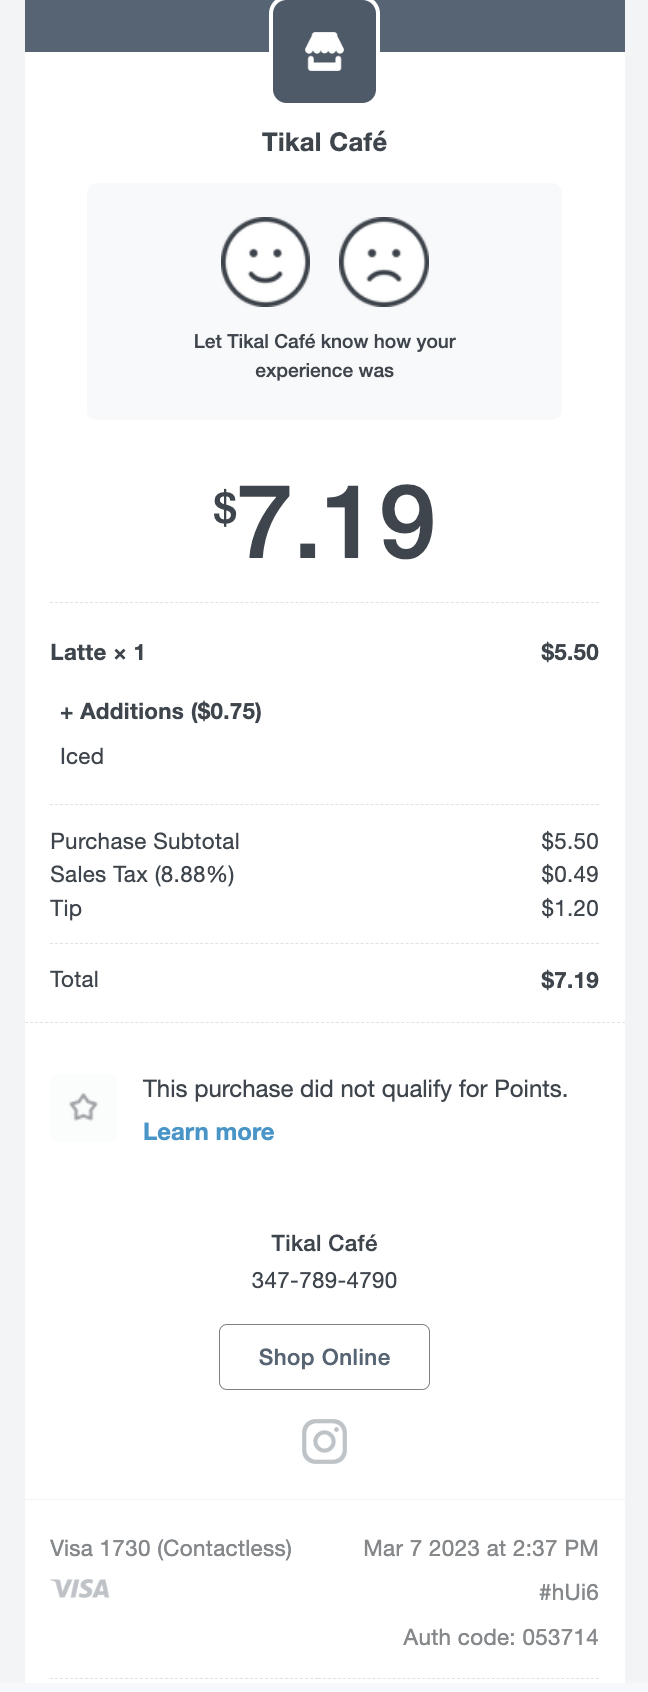 Tikal Café
Let Tikal Café know how your
experience was
$7.19
Latte × 1 $5.50
+ Additions ($0.75)
Iced
Purchase Subtotal $5.50
Sales Tax (8.88%) $0.49
Tip $1.20
Total $7.19
This purchase did not qualify for Points.
Learn more
Tikal Café
347-789-4790
Shop Online
Visa 1730 (Contactless) Mar 7 2023 at 2:37 PM
VISA #hUi6
Auth code: 053714